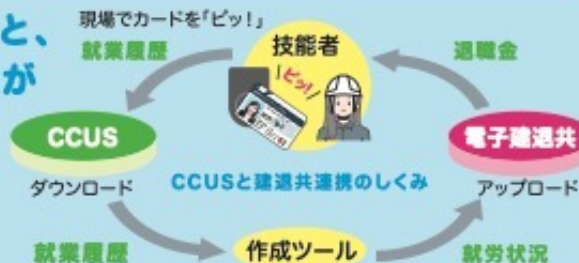 と、
が
現場でカードを「ピッ!」
就業履歴
技能者
ピッ!
退職金
CCUS
電子建退共
ダウンロード
CCUSと建退共連携のしくみ
アップロード
就業履歴
作成ツール
就労状況